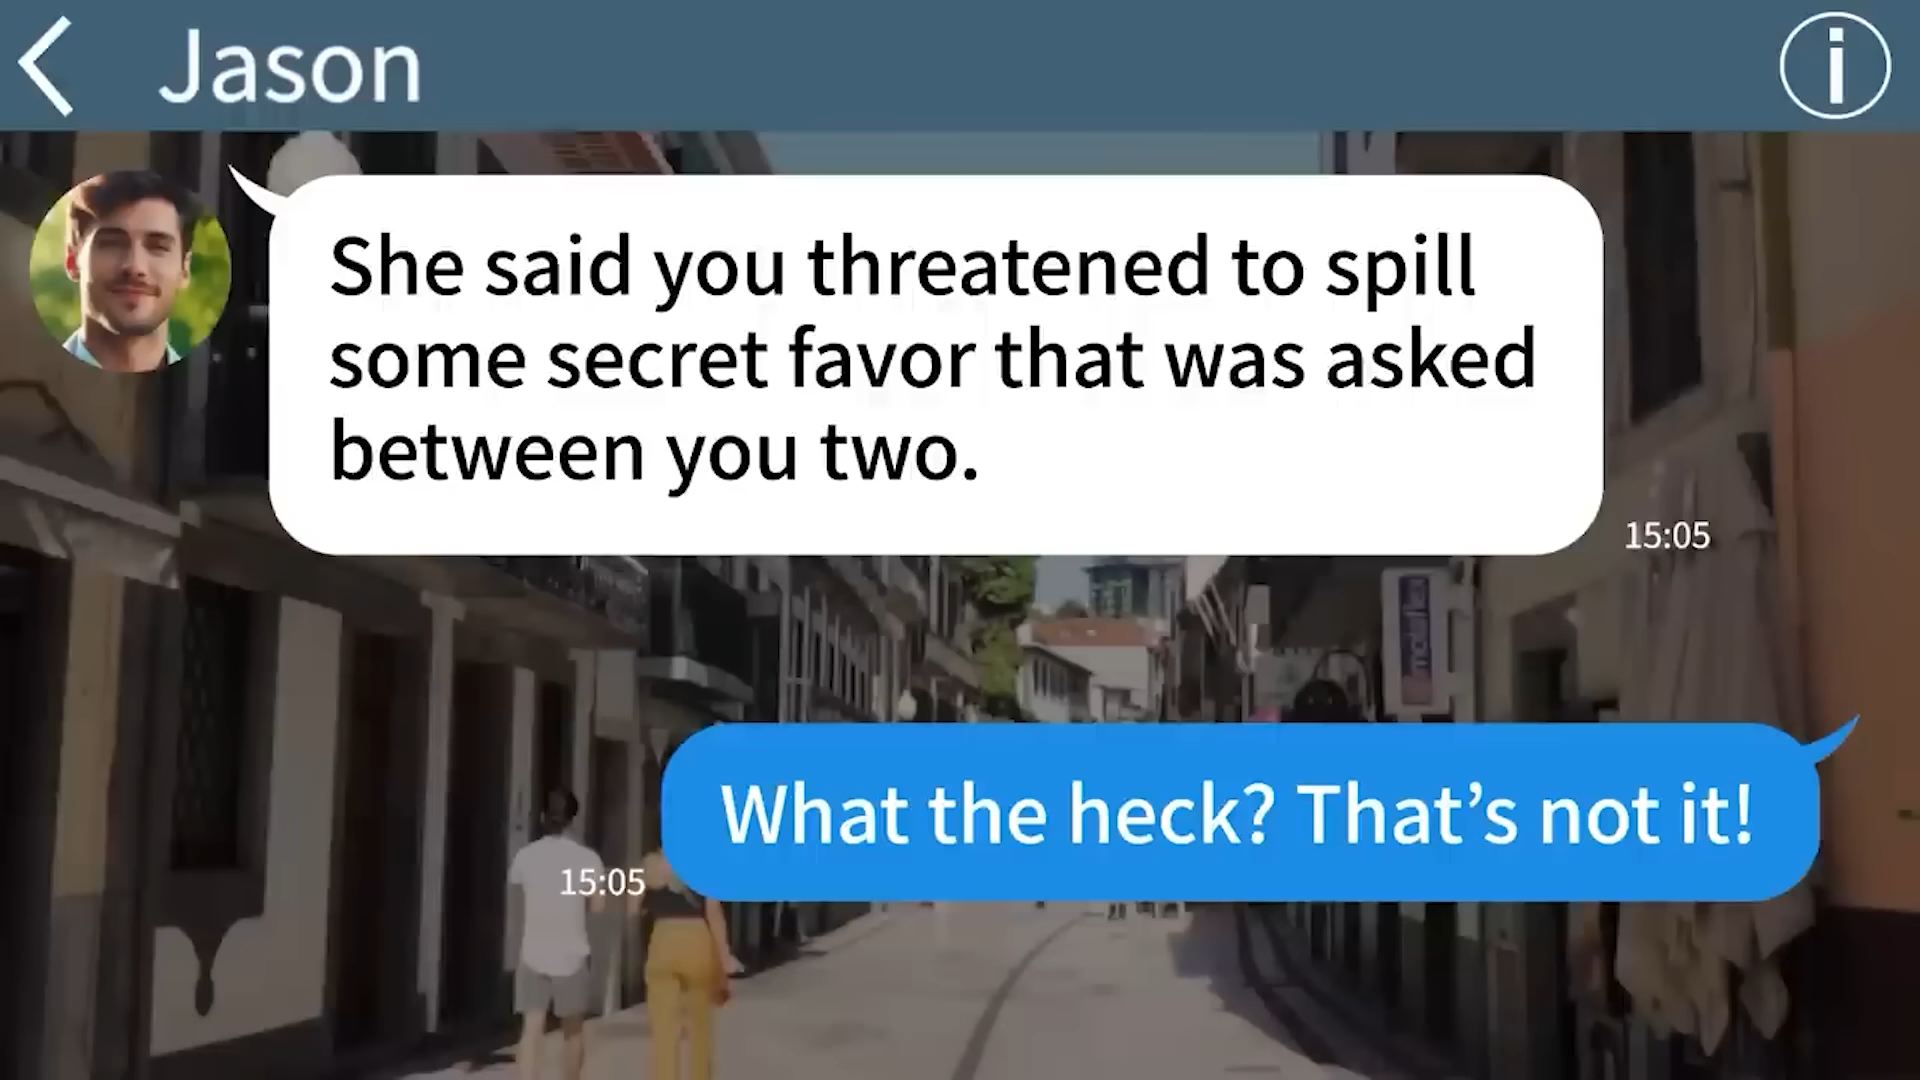 Jason
She said you threatened to spill
some secret favor that was asked
between you two.
15:05
What the heck? That’s not it!
15:05